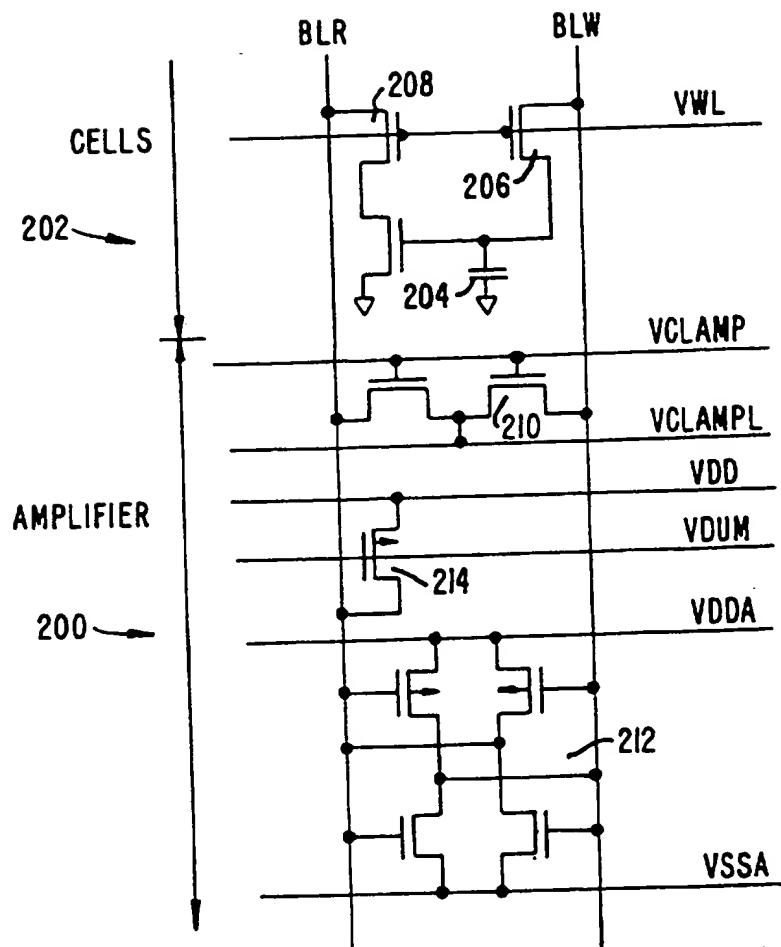 BLR
BLW
208
VWL
CELLS
206
202
204
VCLAMP
210
VCLAMPL
VDD
AMPLIFIER
VDUM
214
VDDA
200
212
VSSA